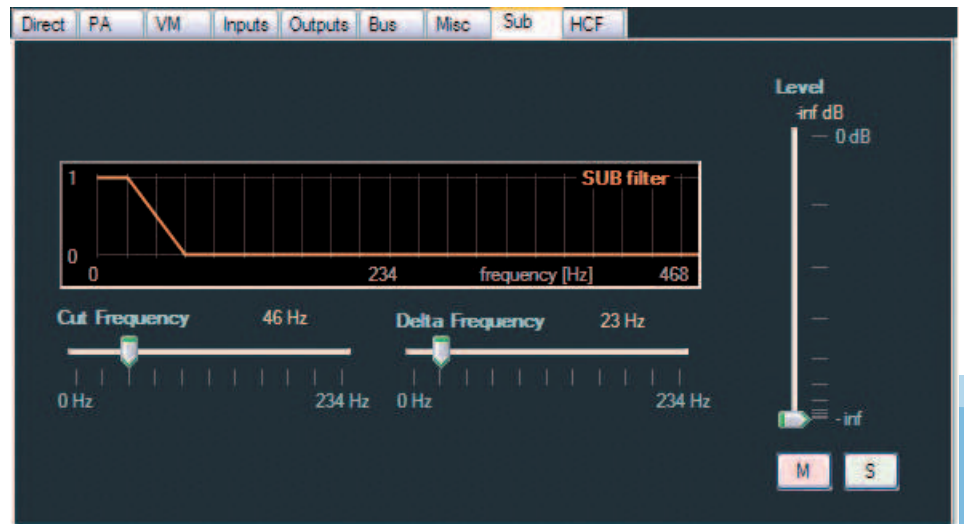 Direct PA VM Inputs Outputs Bus Misc Sub HCF
Level
-inf dB
0 dB
1
SUB filter
0
0 234 frequency [Hz] 468
Cut Frequency 46 Hz Delta Frequency 23 Hz
0 Hz 234 Hz 0 Hz 234 Hz
-inf
M S